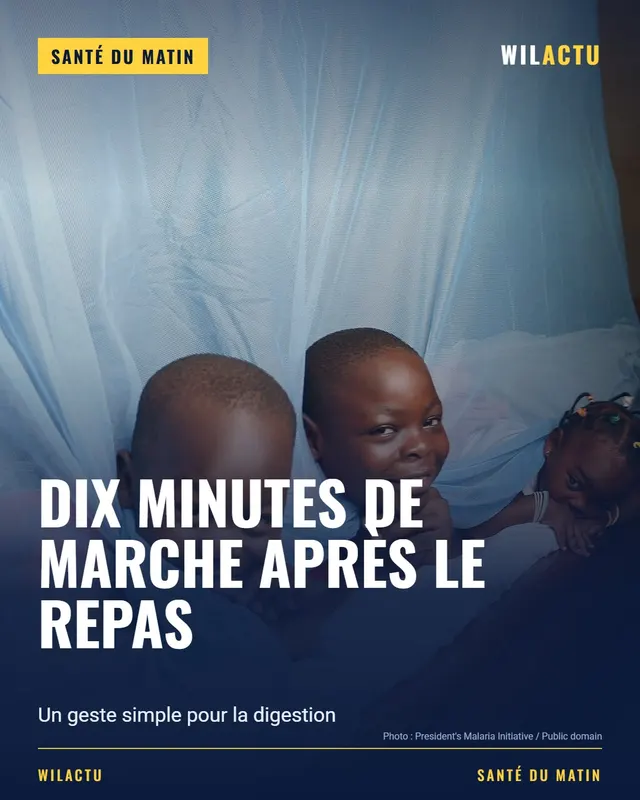 SANTÉ DU MATIN
WILACTU
DIX MINUTES DE
MARCHE APRÈS LE
REPAS
Un geste simple pour la digestion
Photo : President's Malaria Initiative / Public domain
WILACTU
SANTÉ DU MATIN